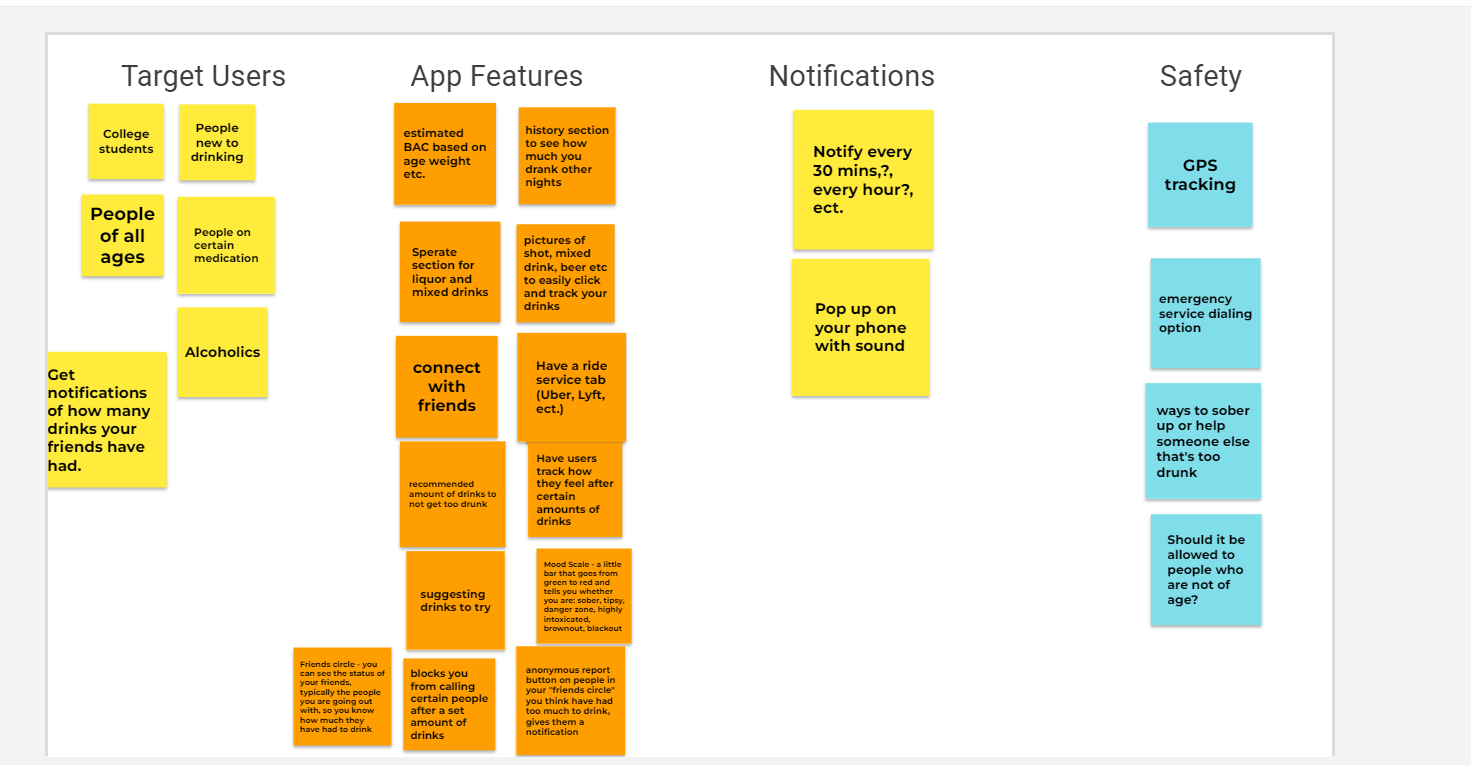 Target Users
College
students
People
new to
drinking
People
of all
ages
People on
certain
medication
Alcoholics
Get
notifications
of how many
drinks your
friends have
had.
App Features
estimated
BAC based on
age weight
etc.
history section
to see how
much you
drank other
nights
Sperate
section for
liquor and
mixed drinks
pictures of
shot, mixed
drink, beer etc
to easily click
and track your
drinks
connect
with
friends
Have a ride
service tab
(Uber, Lyft,
ect.)
recommended
amount of drinks to
not get too drunk
Have users
track how
they feel after
certain
amounts of
drinks
suggesting
drinks to try
Mood Scale - a little
bar that goes from
green to red and
tells you whether
you are: sober, tipsy,
danger zone, highly
intoxicated,
brownout, blackout
Friends circle - you
can see the status of
your friends,
typically the people
you are going out
with, so you know
how much they
have had to drink
blocks you
from calling
certain people
after a set
amount of
drinks
anonymous report
button on people in
your "friends circle"
you think have had
too much to drink,
gives them a
notification
Notifications
Notify every
30 mins,?,
every hour?,
ect.
Pop up on
your phone
with sound
Safety
GPS
tracking
emergency
service dialing
option
ways to sober
up or help
someone else
that's too
drunk
Should it be
allowed to
people who
are not of
age?